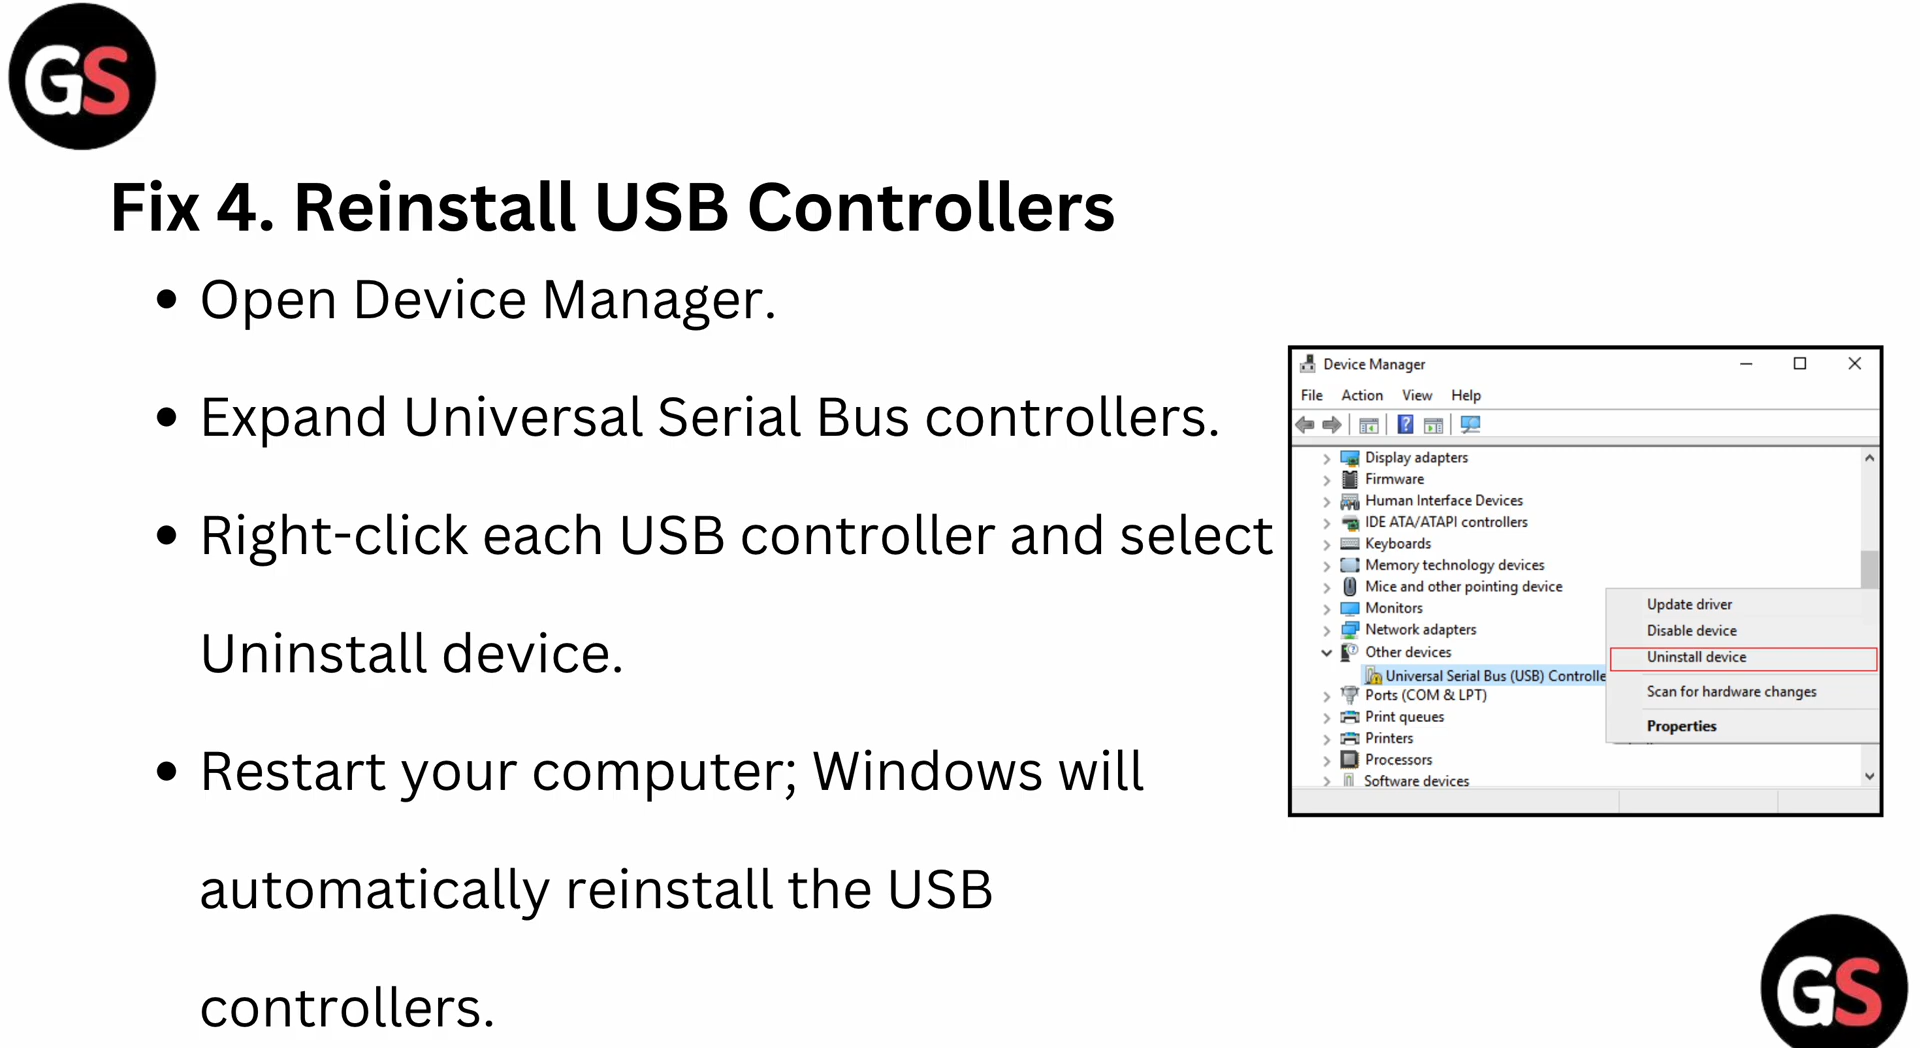 GS
Fix 4. Reinstall USB Controllers
• Open Device Manager.
• Expand Universal Serial Bus controllers.
• Right-click each USB controller and select
Uninstall device.
• Restart your computer; Windows will
automatically reinstall the USB
controllers.
Device Manager
File Action View Help
Display adapters
Firmware
Human Interface Devices
IDE ATA/ATAPI controllers
Keyboards
Memory technology devices
Mice and other pointing device
Monitors
Network adapters
Other devices
Universal Serial Bus (USB) Controlle
Ports (COM & LPT)
Print queues
Printers
Processors
Software devices
Update driver
Disable device
Uninstall device
Scan for hardware changes
Properties
GS